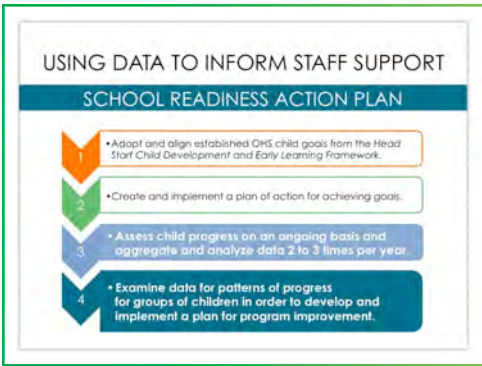 USING DATA TO INFORM STAFF SUPPORT
SCHOOL READINESS ACTION PLAN
1
•Adopt and align established OHS child goals from the Head
Start Child Development and Early Learning Framework.
2
•Create and implement a plan of action for achieving goals.
3
• Assess child progress on an ongoing basis and
aggregate and analyze data 2 to 3 times per year.
4
• Examine data for patterns of progress
for groups of children in order to develop and
implement a plan for program improvement.